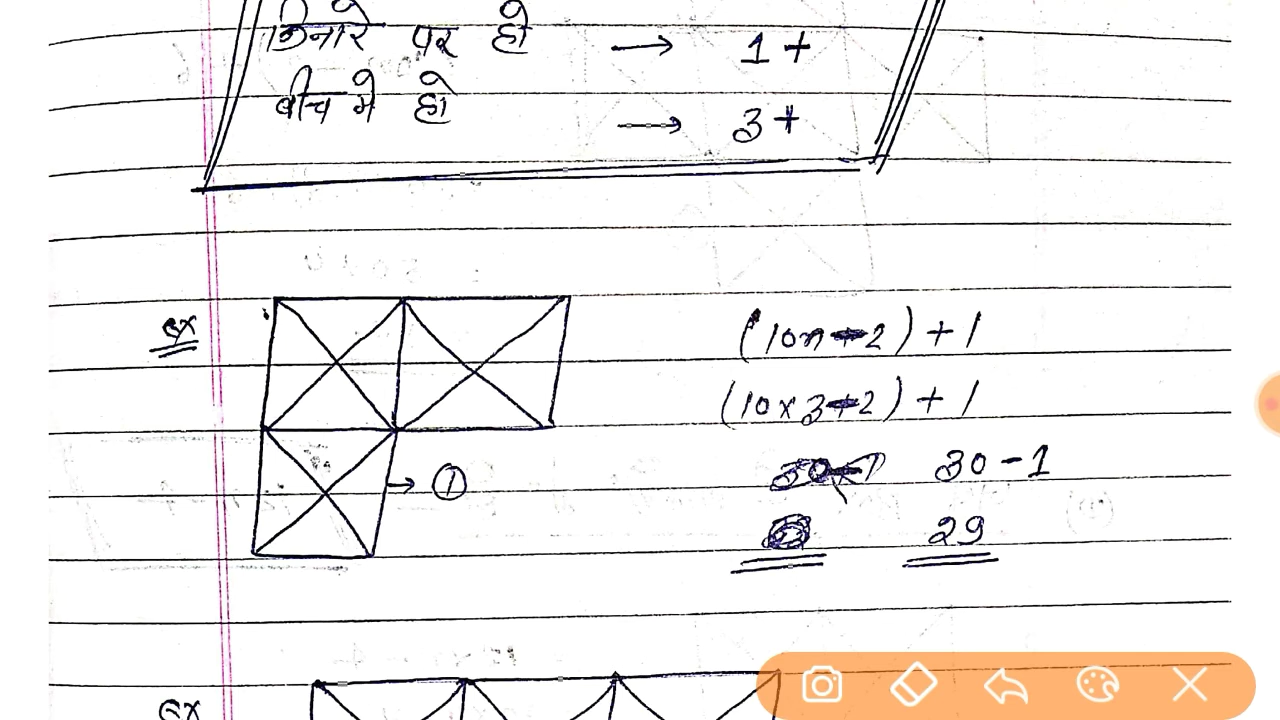 किनारे पर हो → 1+
बीच मे हो → 3+
Ex
(10n-2)+1
(10×3-2)+1
→ ①
30-1
29
Ex